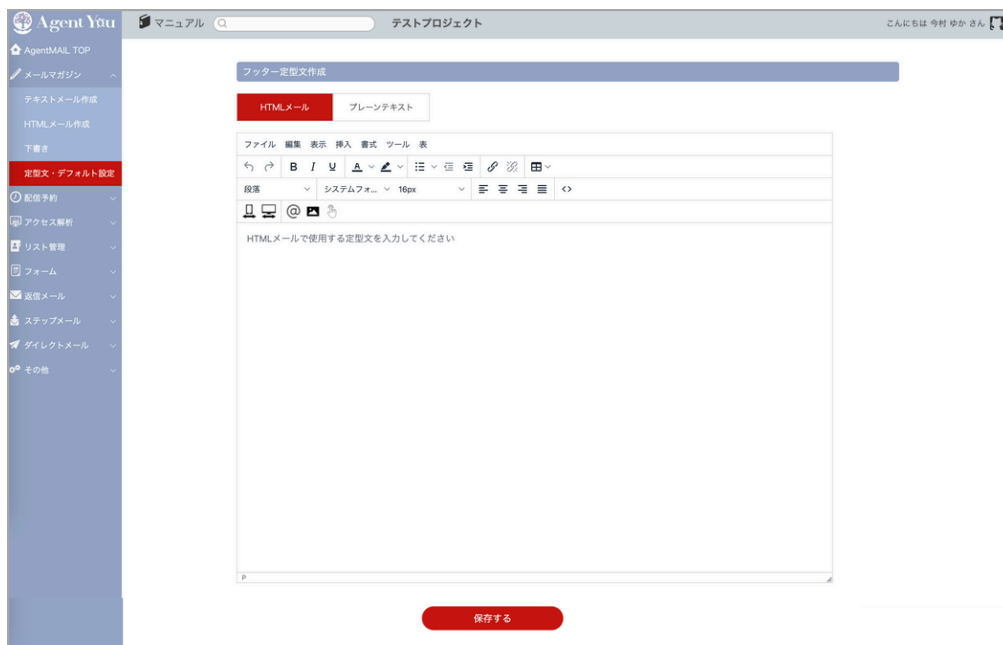 Agent You
マニュアル
テストプロジェクト
こんにちは 今村 ゆか さん
AgentMAIL TOP
メールマガジン
テキストメール作成
HTMLメール作成
下書き
定型文・デフォルト設定
配信予約
アクセス解析
リスト管理
フォーム
返信メール
ステップメール
ダイレクトメール
その他
フッター定型文作成
HTMLメール プレーンテキスト
ファイル 編集 表示 挿入 書式 ツール 表
B I U A
段落 システムフォ... 16px
HTMLメールで使用する定型文を入力してください
P
保存する